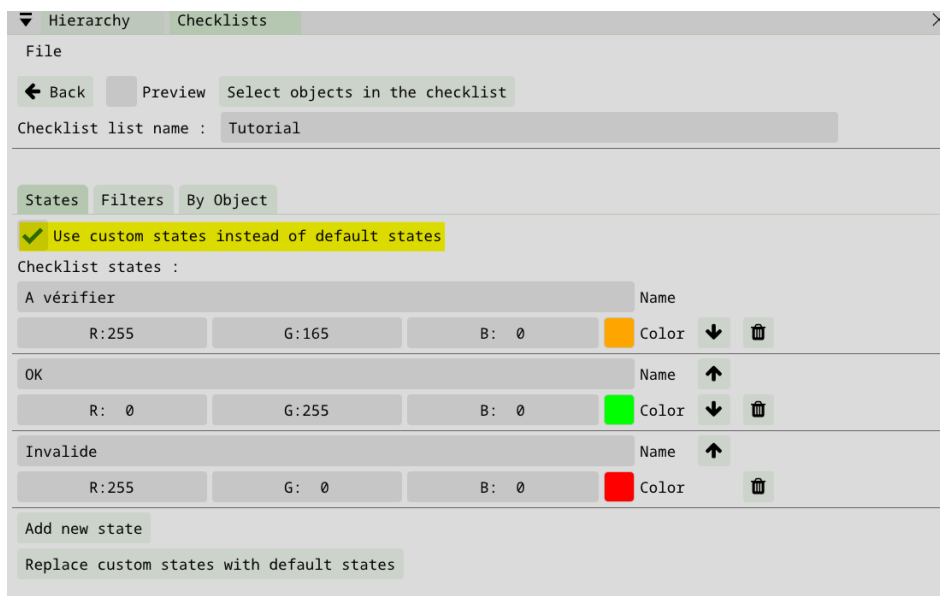 Hierarchy Checklists
File
Back Preview Select objects in the checklist
Checklist list name : Tutorial
States Filters By Object
Use custom states instead of default states
Checklist states :
A vérifier Name
R:255 G:165 B: 0 Color
OK Name
R: 0 G:255 B: 0 Color
Invalide Name
R:255 G: 0 B: 0 Color
Add new state
Replace custom states with default states